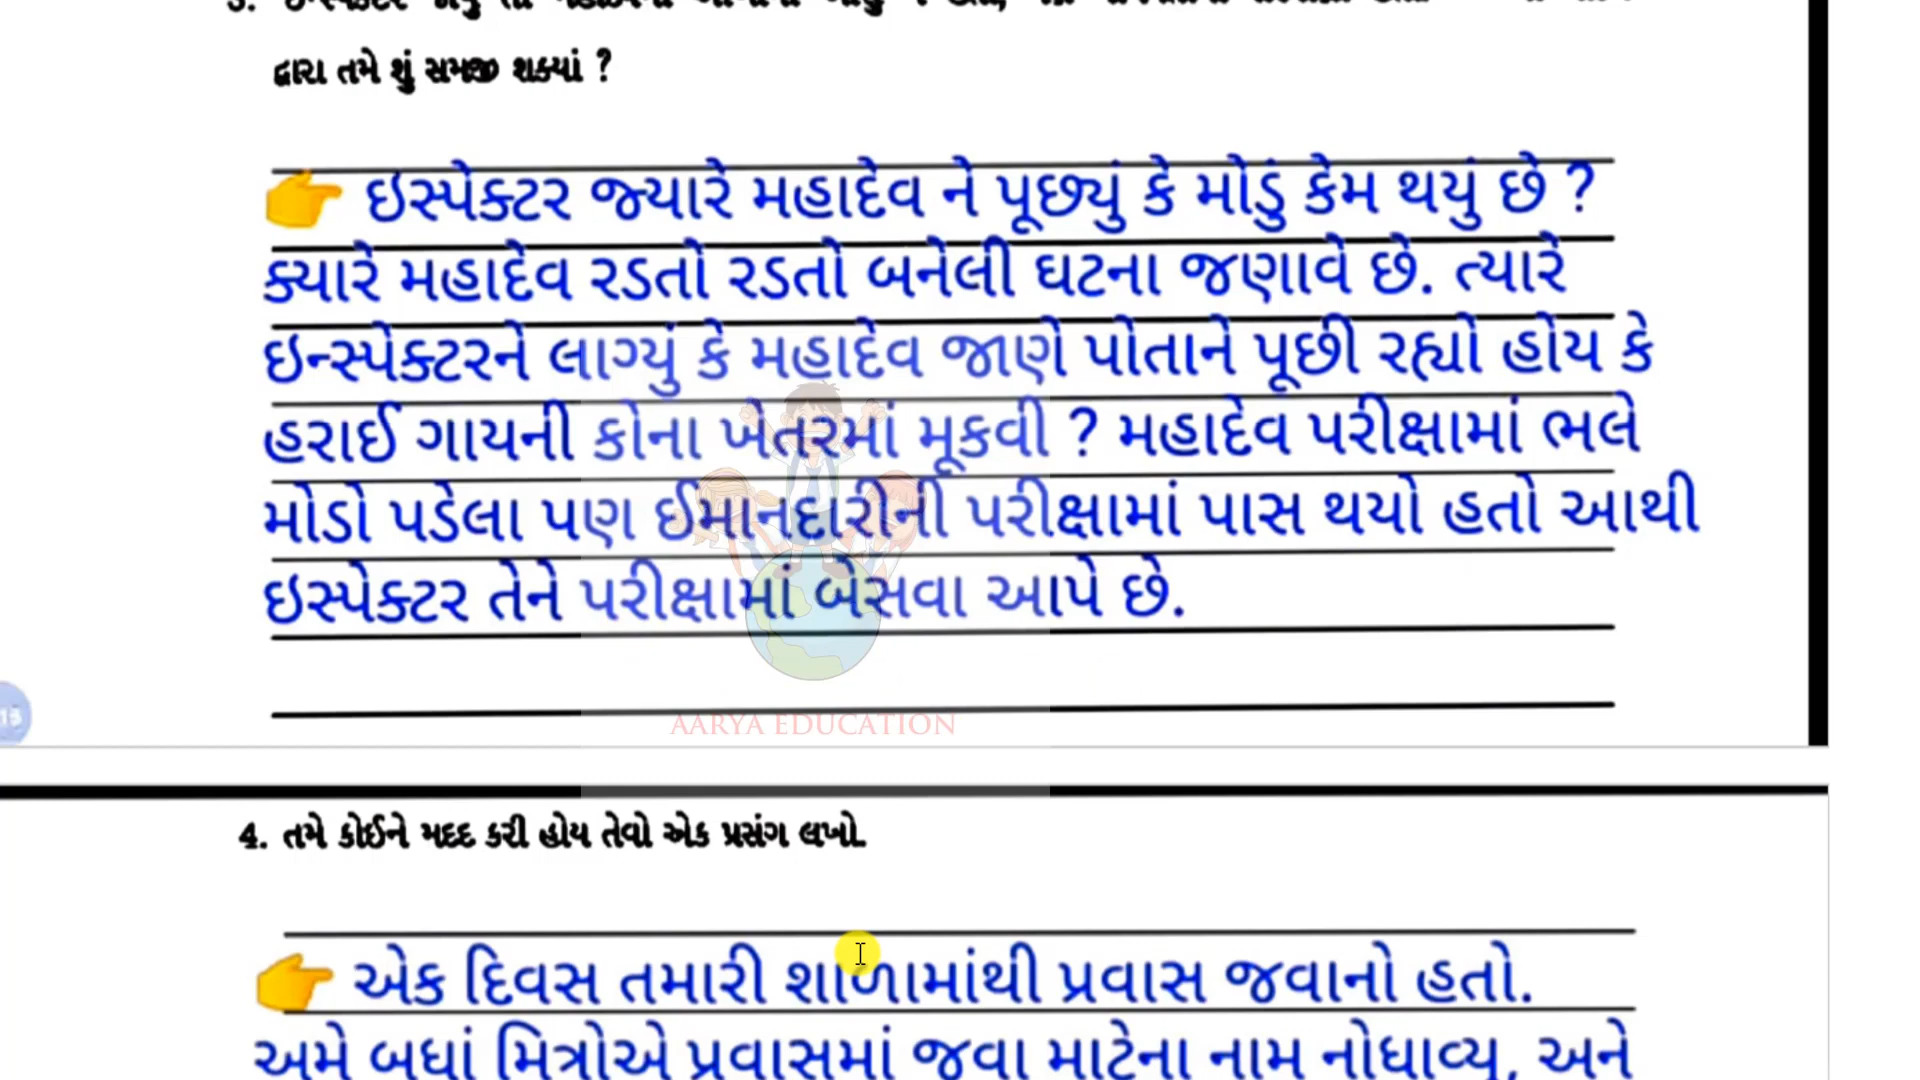 દ્વારા તમે શું સમજી શક્યાં ?
👉 ઇસ્પેક્ટર જ્યારે મહાદેવ ને પૂછ્યું કે મોડું કેમ થયું છે ?
ક્યારે મહાદેવ રડતો રડતો બનેલી ઘટના જણાવે છે. ત્યારે
ઇન્સ્પેક્ટરને લાગ્યું કે મહાદેવ જાણે પોતાને પૂછી રહ્યો હોય કે
હરાઈ ગાયની કોના ખેતરમાં મૂકવી ? મહાદેવ પરીક્ષામાં ભલે
મોડો પડેલા પણ ઈમાનદારીની પરીક્ષામાં પાસ થયો હતો આથી
ઇસ્પેક્ટર તેને પરીક્ષામાં બેસવા આપે છે.
AARYA EDUCATION
4. તમે કોઈને મદદ કરી હોય તેવો એક પ્રસંગ લખો.
👉 એક દિવસ તમારી શાળામાંથી પ્રવાસ જવાનો હતો.
અમે બધાં મિત્રોએ પ્રવાસમાં જવા માટેના નામ નોધાવ્યુ, અને